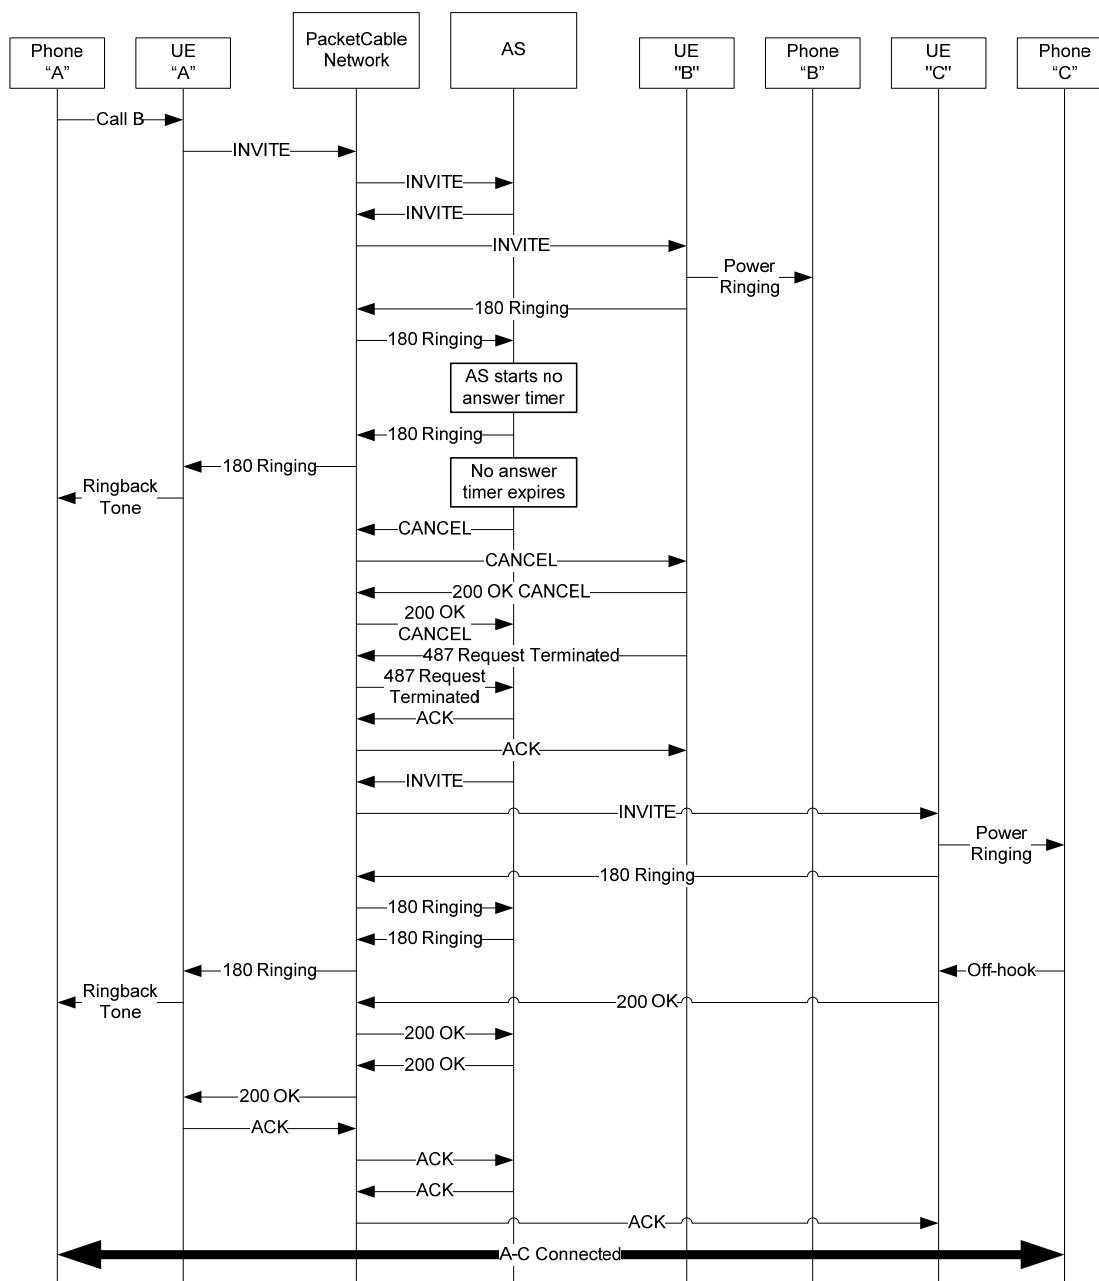 Phone
“A”
UE
“A”
PacketCable
Network
AS
UE
"B"
Phone
“B”
UE
"C"
Phone
“C”
Call B
INVITE
INVITE
INVITE
INVITE
Power
Ringing
180 Ringing
180 Ringing
AS starts no
answer timer
180 Ringing
180 Ringing
No answer
timer expires
Ringback
Tone
CANCEL
CANCEL
200 OK CANCEL
200 OK
CANCEL
487 Request Terminated
487 Request
Terminated
ACK
ACK
INVITE
INVITE
Power
Ringing
180 Ringing
180 Ringing
180 Ringing
180 Ringing
Off-hook
Ringback
Tone
200 OK
200 OK
200 OK
200 OK
ACK
ACK
ACK
ACK
A-C Connected